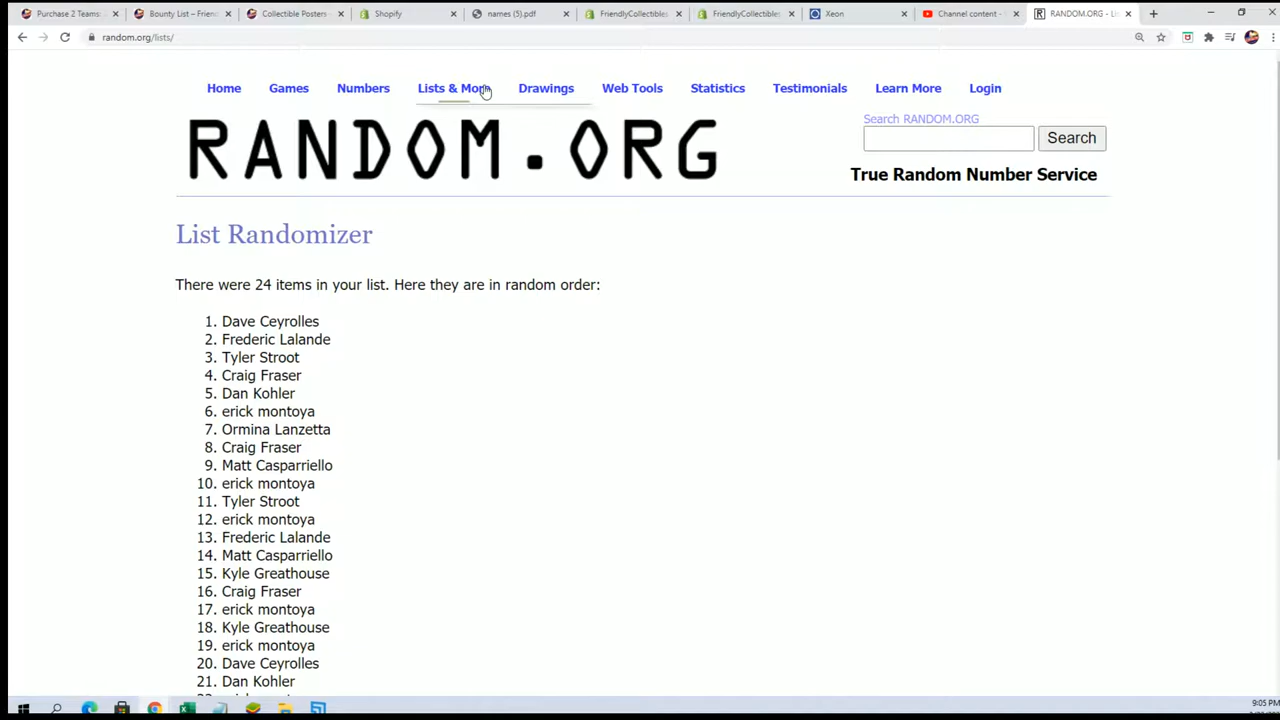 Purchase 2 Teams:
Bounty List – Frien
Collectible Posters -
Shopify
names (5).pdf
FriendlyCollectibles
FriendlyCollectibles
Xeon
Channel content -
RANDOM.ORG - Li
random.org/lists/
Home
Games
Numbers
Lists & More
Drawings
Web Tools
Statistics
Testimonials
Learn More
Login
RANDOM.ORG
Search RANDOM.ORG
Search
True Random Number Service
List Randomizer
There were 24 items in your list. Here they are in random order:
1. Dave Ceyrolles
2. Frederic Lalande
3. Tyler Stroot
4. Craig Fraser
5. Dan Kohler
6. erick montoya
7. Ormina Lanzetta
8. Craig Fraser
9. Matt Casparriello
10. erick montoya
11. Tyler Stroot
12. erick montoya
13. Frederic Lalande
14. Matt Casparriello
15. Kyle Greathouse
16. Craig Fraser
17. erick montoya
18. Kyle Greathouse
19. erick montoya
20. Dave Ceyrolles
21. Dan Kohler
9:05 PM